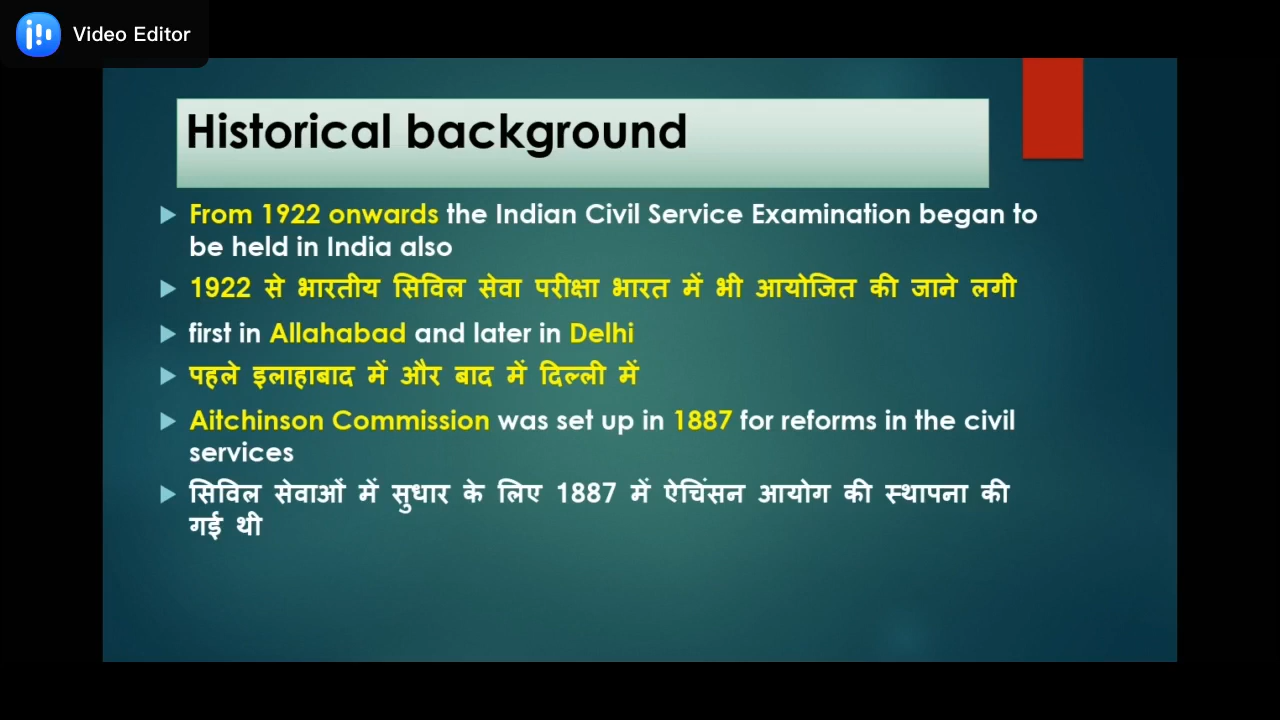 Video Editor
Historical background
From 1922 onwards the Indian Civil Service Examination began to
be held in India also
1922 से भारतीय सिविल सेवा परीक्षा भारत में भी आयोजित की जाने लगी
first in Allahabad and later in Delhi
पहले इलाहाबाद में और बाद में दिल्ली में
Aitchinson Commission was set up in 1887 for reforms in the civil
services
सिविल सेवाओं में सुधार के लिए 1887 में ऐचिंसन आयोग की स्थापना की
गई थी